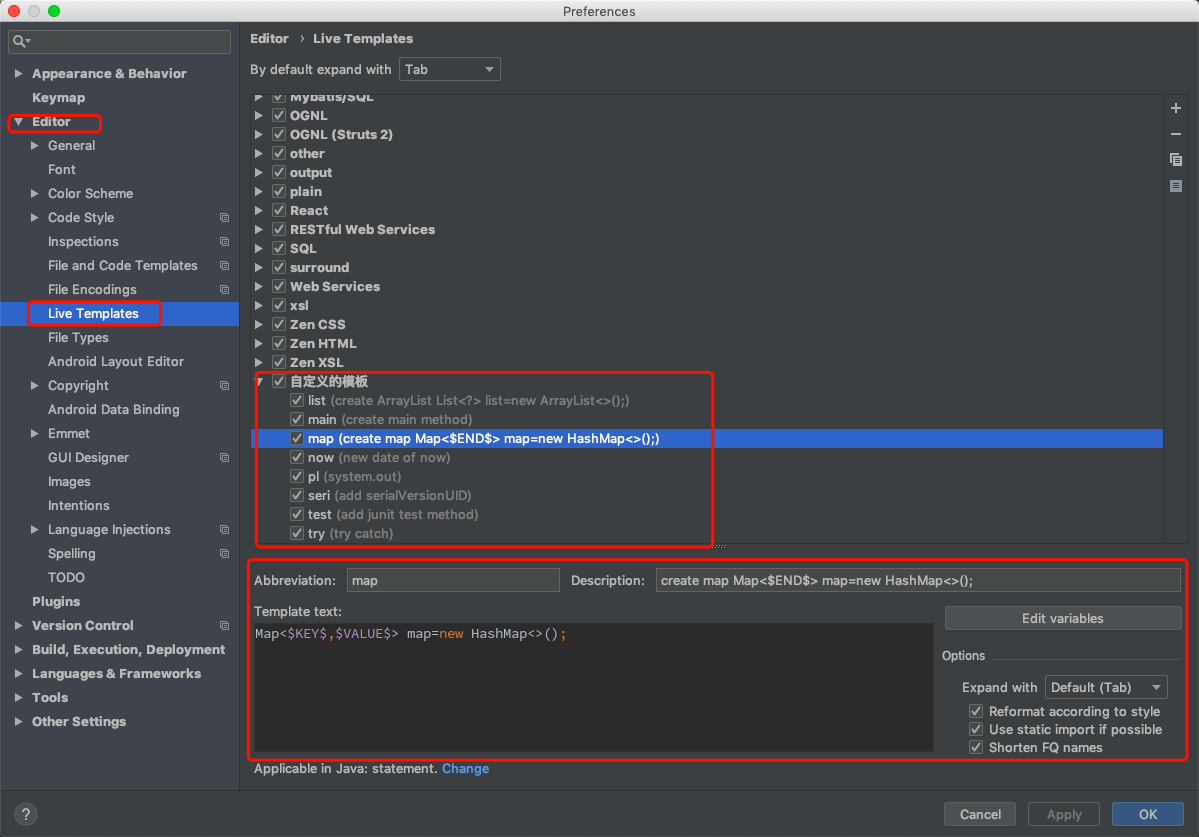 Preferences
Appearance & Behavior
Keymap
Editor
General
Font
Color Scheme
Code Style
Inspections
File and Code Templates
File Encodings
Live Templates
File Types
Android Layout Editor
Copyright
Android Data Binding
Emmet
GUI Designer
Images
Intentions
Language Injections
Spelling
TODO
Plugins
Version Control
Build, Execution, Deployment
Languages & Frameworks
Tools
Other Settings
Editor › Live Templates
By default expand with Tab
Mybatis/SQL
OGNL
OGNL (Struts 2)
other
output
plain
React
RESTful Web Services
SQL
surround
Web Services
xsl
Zen CSS
Zen HTML
Zen XSL
自定义的模板
list (create ArrayList List<?> list=new ArrayList<>();)
main (create main method)
map (create map Map<$END$> map=new HashMap<>();)
now (new date of now)
pl (system.out)
seri (add serialVersionUID)
test (add junit test method)
try (try catch)
Abbreviation: map Description: create map Map<$END$> map=new HashMap<>();
Template text:
Map<$KEY$,$VALUE$> map=new HashMap<>();
Edit variables
Options
Expand with Default (Tab)
Reformat according to style
Use static import if possible
Shorten FQ names
Applicable in Java: statement. Change
? Cancel Apply OK